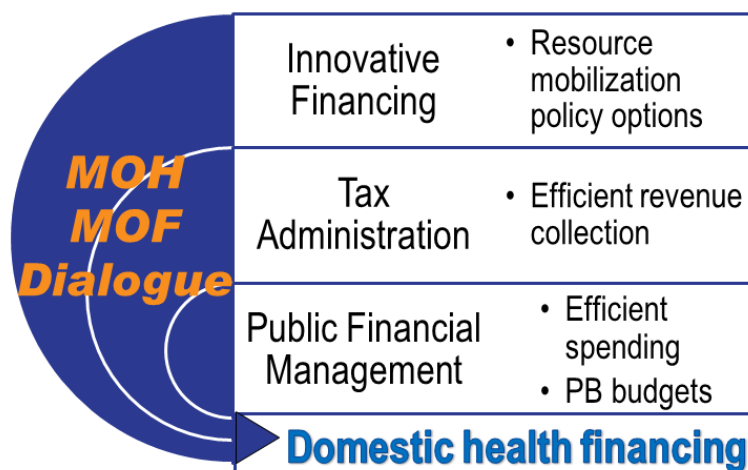 MOH
MOF
Dialogue
Innovative
Financing
• Resource
mobilization
policy options
Tax
Administration
• Efficient revenue
collection
Public Financial
Management
• Efficient
spending
• PB budgets
Domestic health financing